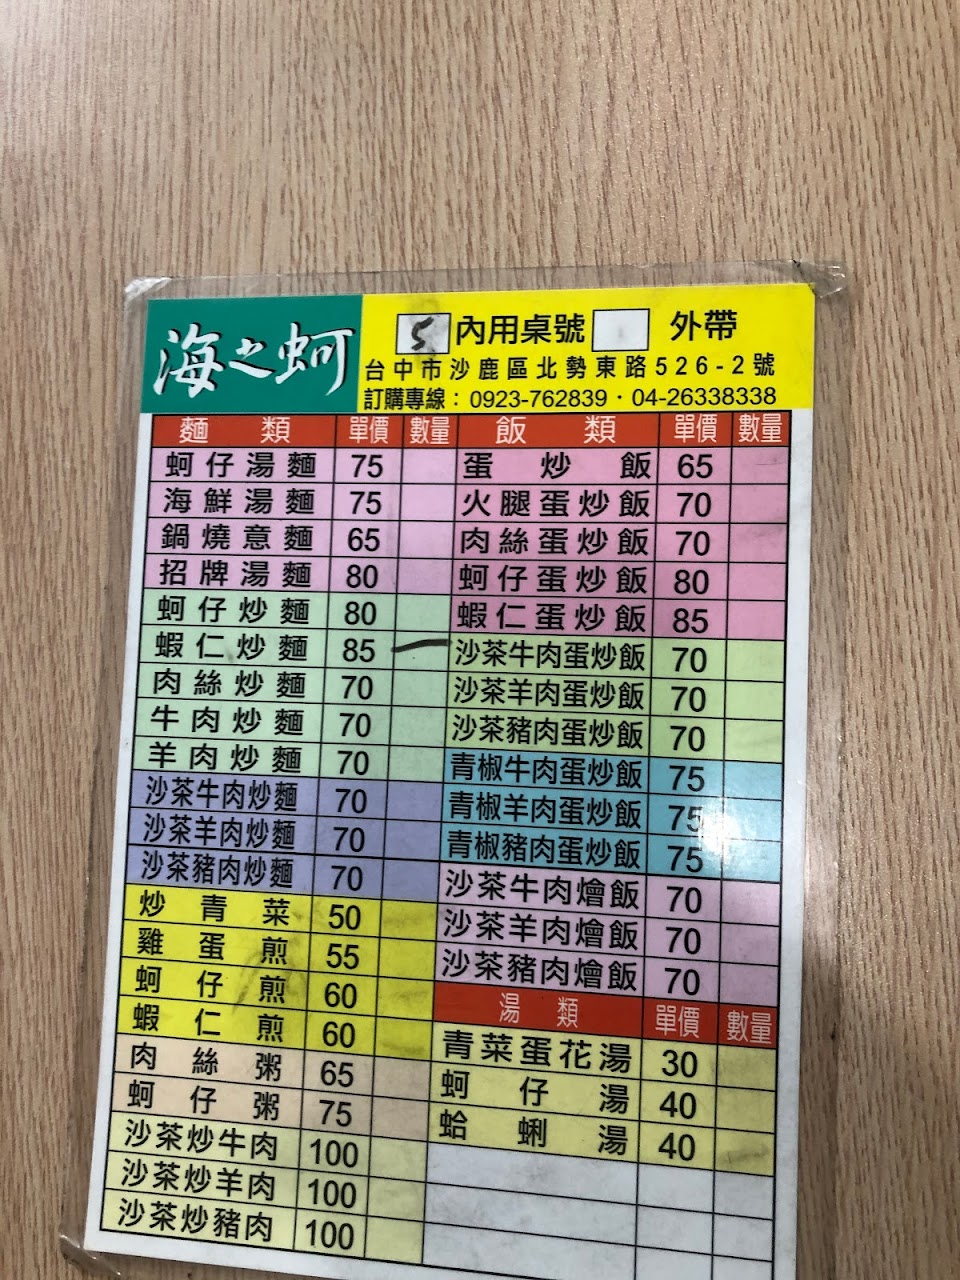 海之蚵
5 內用桌號 外帶
台中市沙鹿區北勢東路526-2號
訂購專線：0923-762839．04-26338338
麵類 單價 數量
蚵仔湯麵 75
海鮮湯麵 75
鍋燒意麵 65
招牌湯麵 80
蚵仔炒麵 80
蝦仁炒麵 85
肉絲炒麵 70
牛肉炒麵 70
羊肉炒麵 70
沙茶牛肉炒麵 70
沙茶羊肉炒麵 70
沙茶豬肉炒麵 70
炒青菜 50
雞蛋煎 55
蚵仔煎 60
蝦仁煎 60
肉絲粥 65
蚵仔粥 75
沙茶炒牛肉 100
沙茶炒羊肉 100
沙茶炒豬肉 100
飯類 單價 數量
蛋炒飯 65
火腿蛋炒飯 70
肉絲蛋炒飯 70
蚵仔蛋炒飯 80
蝦仁蛋炒飯 85
沙茶牛肉蛋炒飯 70
沙茶羊肉蛋炒飯 70
沙茶豬肉蛋炒飯 70
青椒牛肉蛋炒飯 75
青椒羊肉蛋炒飯 75
青椒豬肉蛋炒飯 75
沙茶牛肉燴飯 70
沙茶羊肉燴飯 70
沙茶豬肉燴飯 70
湯類 單價 數量
青菜蛋花湯 30
蚵仔湯 40
蛤蜊湯 40